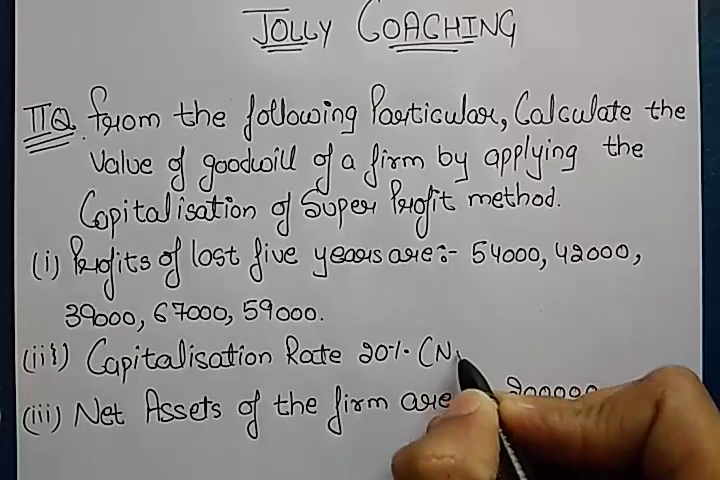 JOLLY COACHING
IIQ. From the following Particular, Calculate the
Value of goodwill of a firm by applying the
Capitalisation of Super Profit method.
(i) Profits of last five years are:- 54000, 42000,
39000, 67000, 59000.
(ii) Capitalisation Rate 20%. (N
(iii) Net Assets of the firm are 200000